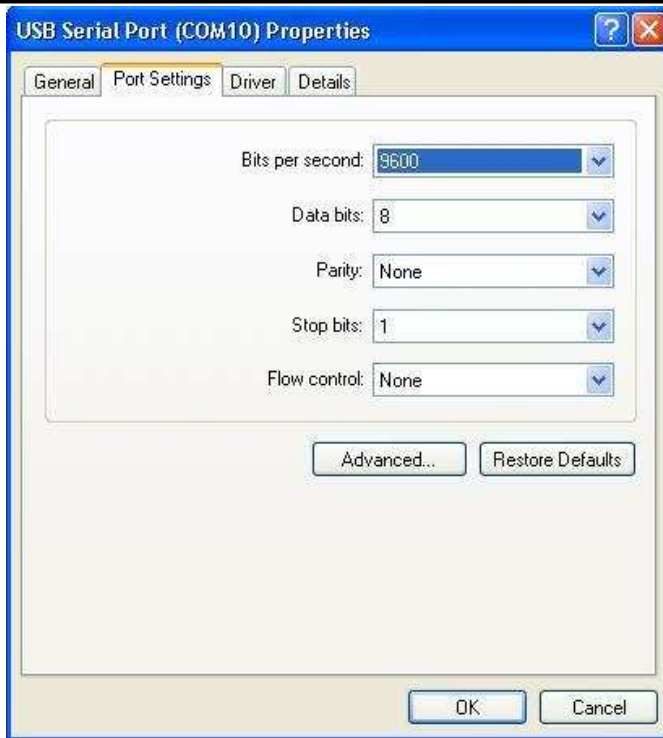 USB Serial Port (COM10) Properties
General Port Settings Driver Details
Bits per second: 9600
Data bits: 8
Parity: None
Stop bits: 1
Flow control: None
Advanced... Restore Defaults
OK Cancel